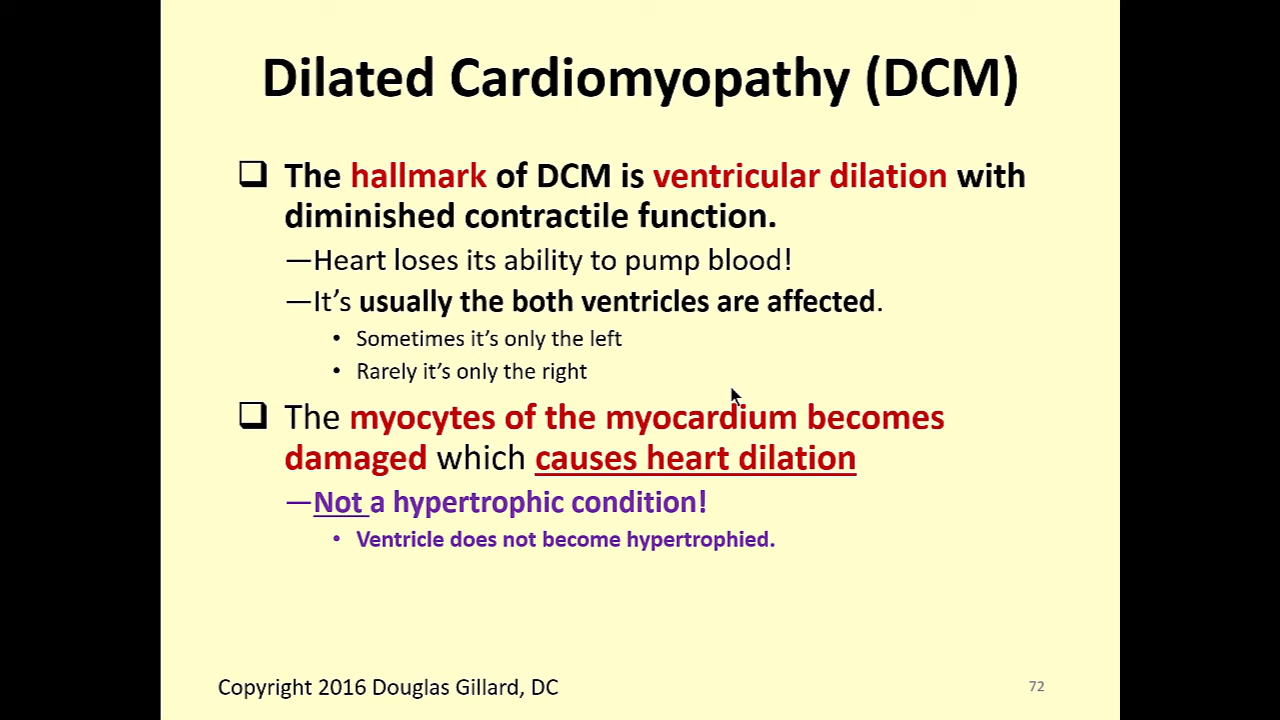 Dilated Cardiomyopathy (DCM)
❑ The hallmark of DCM is ventricular dilation with
diminished contractile function.
—Heart loses its ability to pump blood!
—It’s usually the both ventricles are affected.
• Sometimes it’s only the left
• Rarely it’s only the right
❑ The myocytes of the myocardium becomes
damaged which causes heart dilation
—Not a hypertrophic condition!
• Ventricle does not become hypertrophied.
Copyright 2016 Douglas Gillard, DC
72